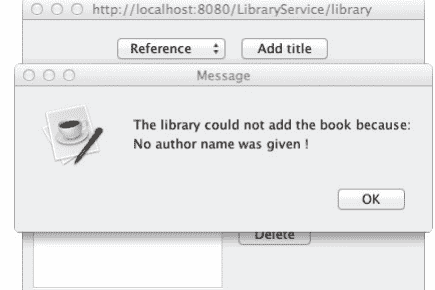 http://localhost:8080/LibraryService/library
Reference Add title
Message
The library could not add the book because:
No author name was given !
OK
Delete